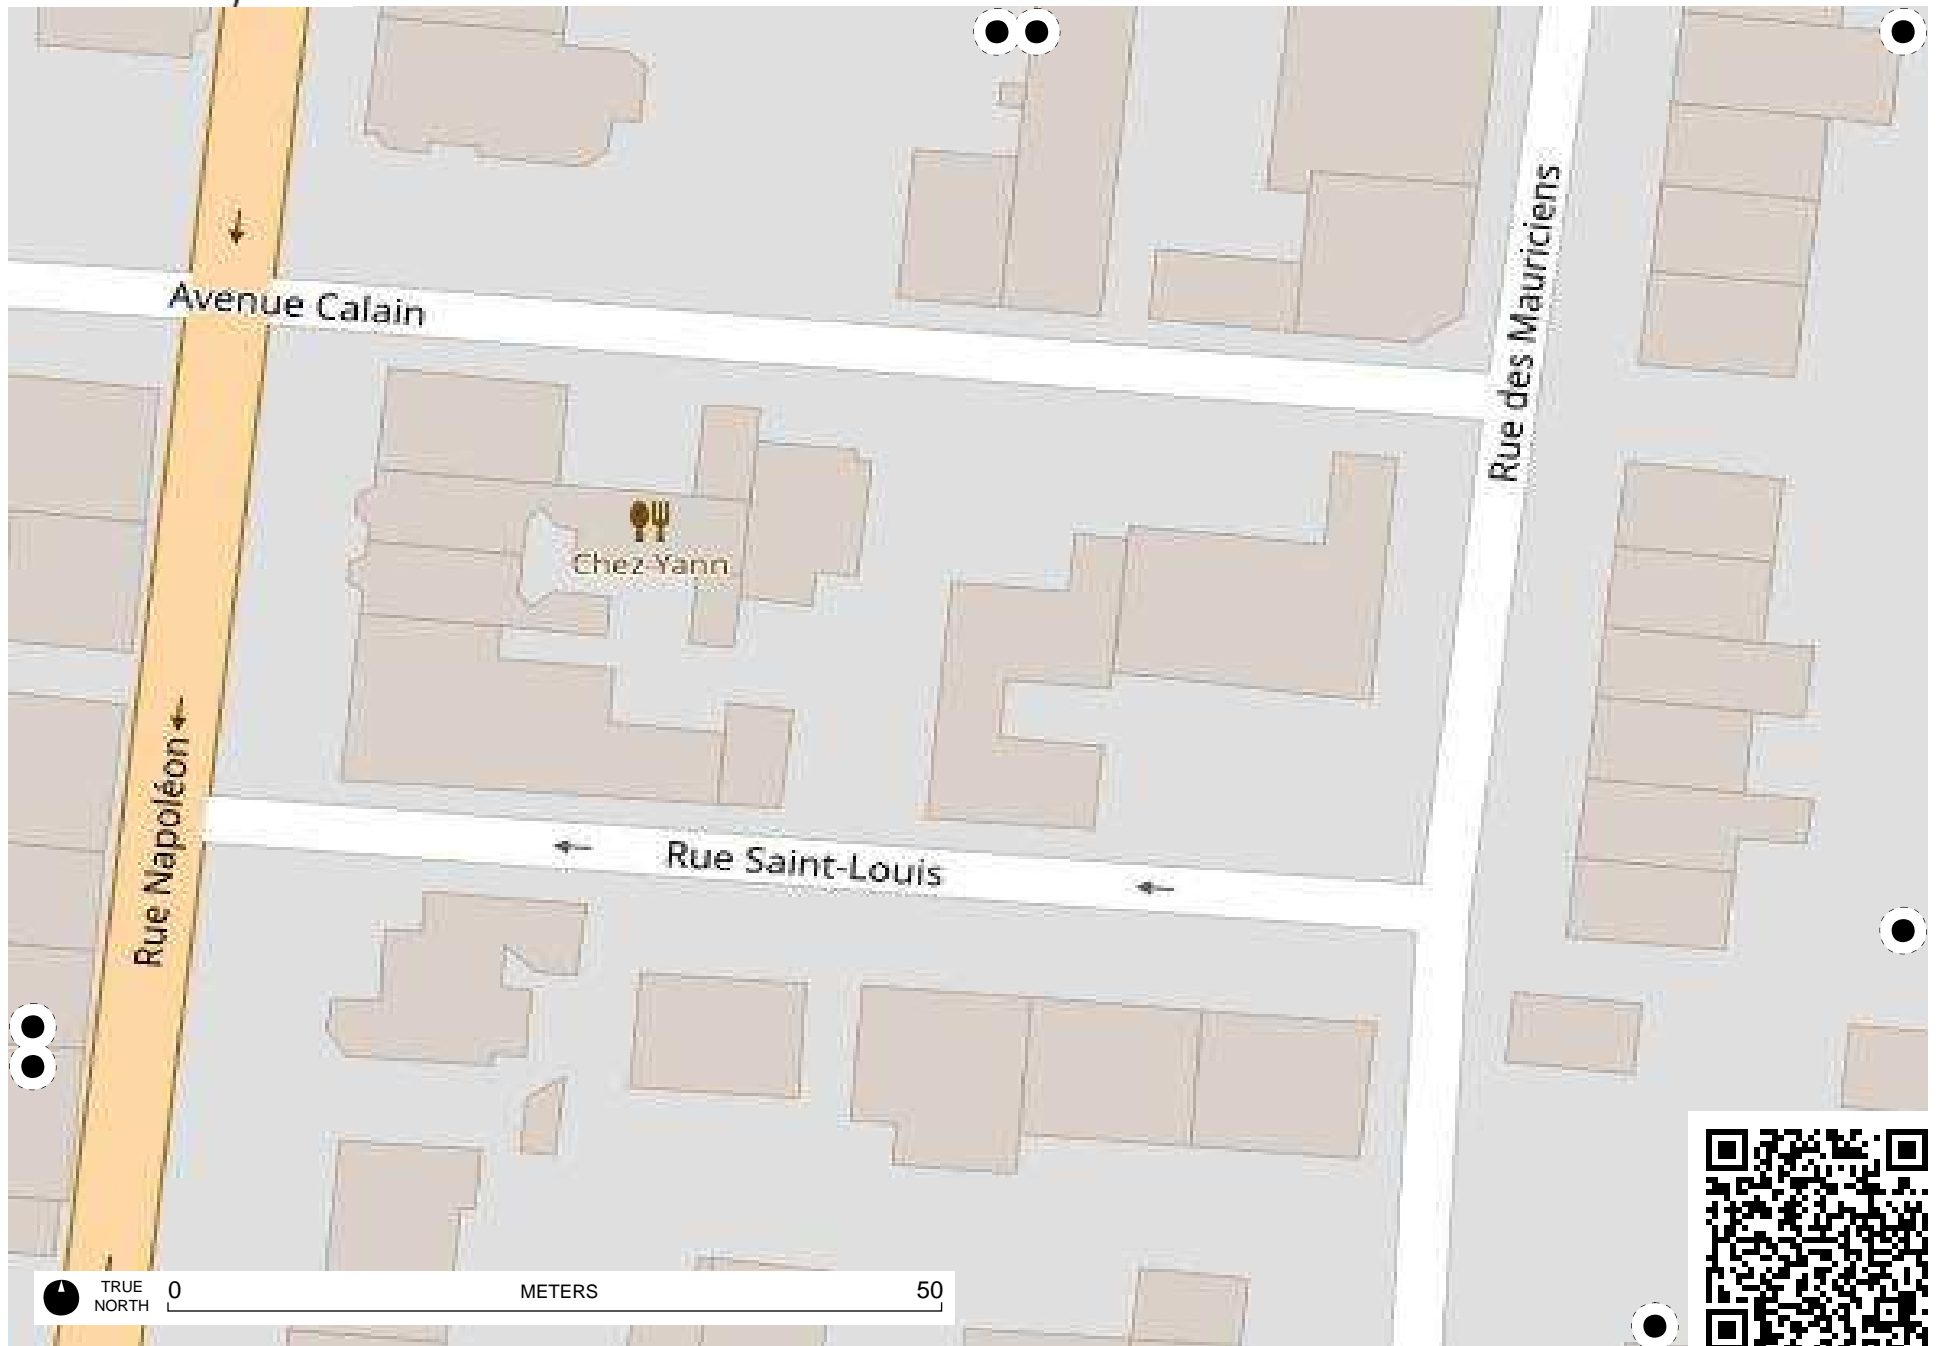 Avenue Calain
Rue des Mauriciens
Chez-Yann
Rue Napoléon
Rue Saint-Louis
TRUE
NORTH
0
METERS
50